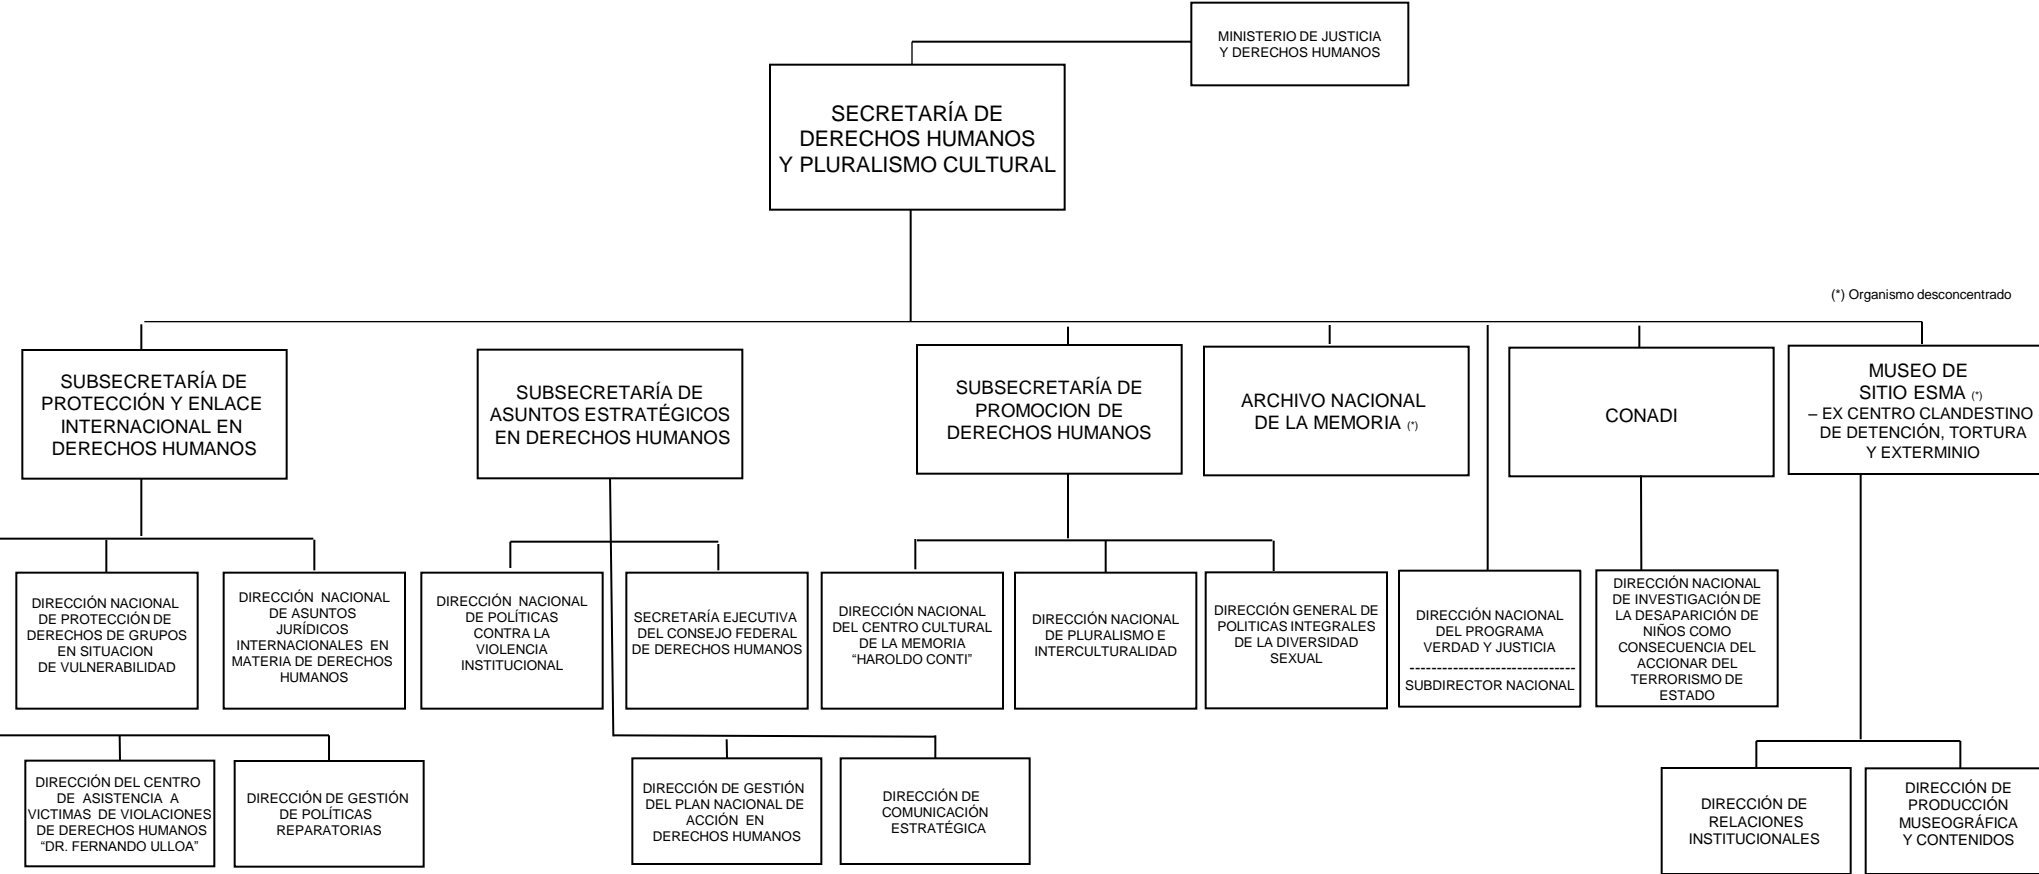 MINISTERIO DE JUSTICIA
Y DERECHOS HUMANOS
SECRETARÍA DE
DERECHOS HUMANOS
Y PLURALISMO CULTURAL
(*) Organismo desconcentrado
SUBSECRETARÍA DE
PROTECCIÓN Y ENLACE
INTERNACIONAL EN
DERECHOS HUMANOS
SUBSECRETARÍA DE
ASUNTOS ESTRATÉGICOS
EN DERECHOS HUMANOS
SUBSECRETARÍA DE
PROMOCION DE
DERECHOS HUMANOS
ARCHIVO NACIONAL
DE LA MEMORIA (*)
CONADI
MUSEO DE
SITIO ESMA (*)
– EX CENTRO CLANDESTINO
DE DETENCIÓN, TORTURA
Y EXTERMINIO
DIRECCIÓN NACIONAL
DE PROTECCIÓN DE
DERECHOS DE GRUPOS
EN SITUACION
DE VULNERABILIDAD
DIRECCIÓN NACIONAL
DE ASUNTOS
JURÍDICOS
INTERNACIONALES EN
MATERIA DE DERECHOS
HUMANOS
DIRECCIÓN NACIONAL
DE POLÍTICAS
CONTRA LA
VIOLENCIA
INSTITUCIONAL
SECRETARÍA EJECUTIVA
DEL CONSEJO FEDERAL
DE DERECHOS HUMANOS
DIRECCIÓN NACIONAL
DEL CENTRO CULTURAL
DE LA MEMORIA
“HAROLDO CONTI”
DIRECCIÓN NACIONAL
DE PLURALISMO E
INTERCULTURALIDAD
DIRECCIÓN GENERAL DE
POLITICAS INTEGRALES
DE LA DIVERSIDAD
SEXUAL
DIRECCIÓN NACIONAL
DEL PROGRAMA
VERDAD Y JUSTICIA
------------------------------
SUBDIRECTOR NACIONAL
DIRECCIÓN NACIONAL
DE INVESTIGACIÓN DE
LA DESAPARICIÓN DE
NIÑOS COMO
CONSECUENCIA DEL
ACCIONAR DEL
TERRORISMO DE
ESTADO
DIRECCIÓN DEL CENTRO
DE ASISTENCIA A
VICTIMAS DE VIOLACIONES
DE DERECHOS HUMANOS
“DR. FERNANDO ULLOA”
DIRECCIÓN DE GESTIÓN
DE POLÍTICAS
REPARATORIAS
DIRECCIÓN DE GESTIÓN
DEL PLAN NACIONAL DE
ACCIÓN EN
DERECHOS HUMANOS
DIRECCIÓN DE
COMUNICACIÓN
ESTRATÉGICA
DIRECCIÓN DE
RELACIONES
INSTITUCIONALES
DIRECCIÓN DE
PRODUCCIÓN
MUSEOGRÁFICA
Y CONTENIDOS